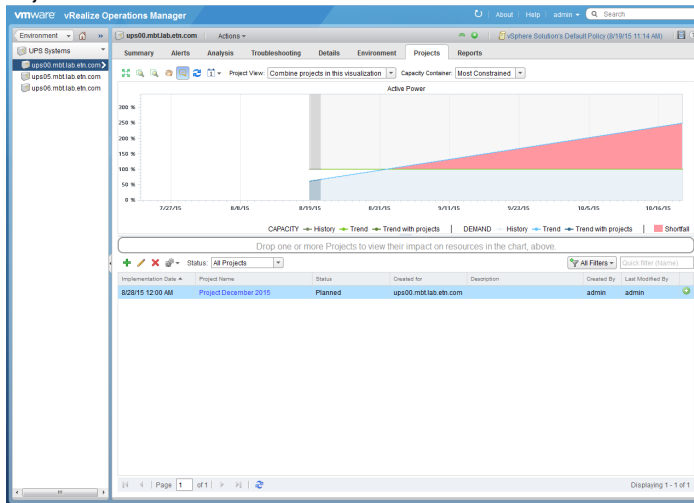 vmware vRealize Operations Manager
About Help admin Search
Environment
ups00.mbt.lab.etn.com Actions
vSphere Solution's Default Policy (8/19/15 11:14 AM)
UPS Systems
ups00.mbt.lab.etn.com
ups05.mbt.lab.etn.com
ups06.mbt.lab.etn.com
Summary Alerts Analysis Troubleshooting Details Environment Projects Reports
Project View: Combine projects in this visualization Capacity Container: Most Constrained
Active Power
300 %
250 %
200 %
150 %
100 %
50 %
0 %
7/27/15 8/8/15 8/19/15 8/31/15 9/11/15 9/23/15 10/5/15 10/16/15
CAPACITY History Trend Trend with projects DEMAND History Trend Trend with projects Shortfall
Drop one or more Projects to view their impact on resources in the chart, above.
Status: All Projects All Filters Quick filter (Name)
Implementation Date Project Name Status Created for Description Created By Last Modified By
8/28/15 12:00 AM Project December 2015 Planned ups00.mbt.lab.etn.com admin admin
Page 1 of 1 Displaying 1 - 1 of 1